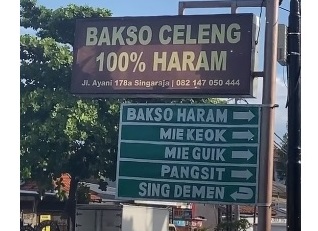 BAKSO CELENG
100% HARAM
Jl. Ayani 178a Singaraja | 082 147 050 444
BAKSO HARAM
MIE KEOK
MIE GUIK
PANGSIT
SING DEMEN